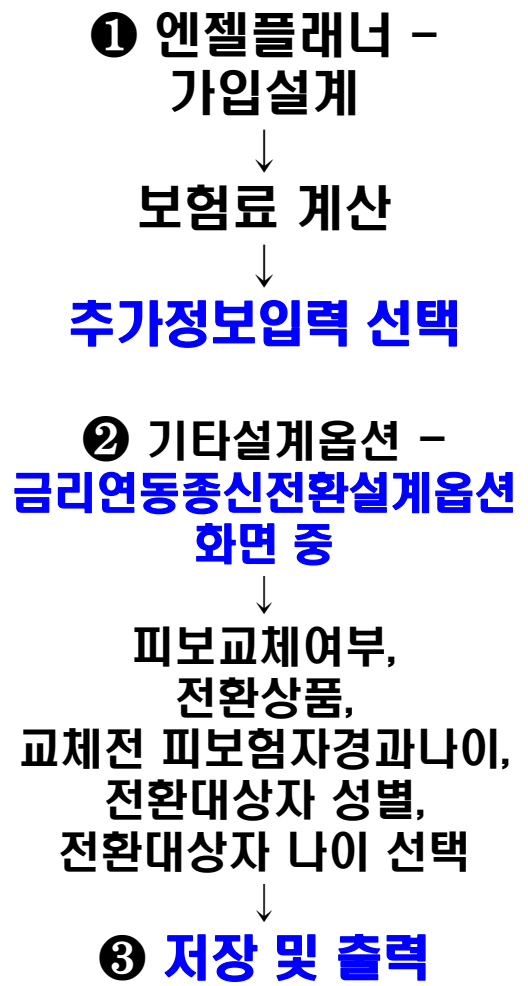 ❶ 엔젤플래너 –
가입설계
↓
보험료 계산
↓
추가정보입력 선택
❷ 기타설계옵션 –
금리연동종신전환설계옵션
화면 중
↓
피보교체여부,
전환상품,
교체전 피보험자경과나이,
전환대상자 성별,
전환대상자 나이 선택
↓
❸ 저장 및 출력